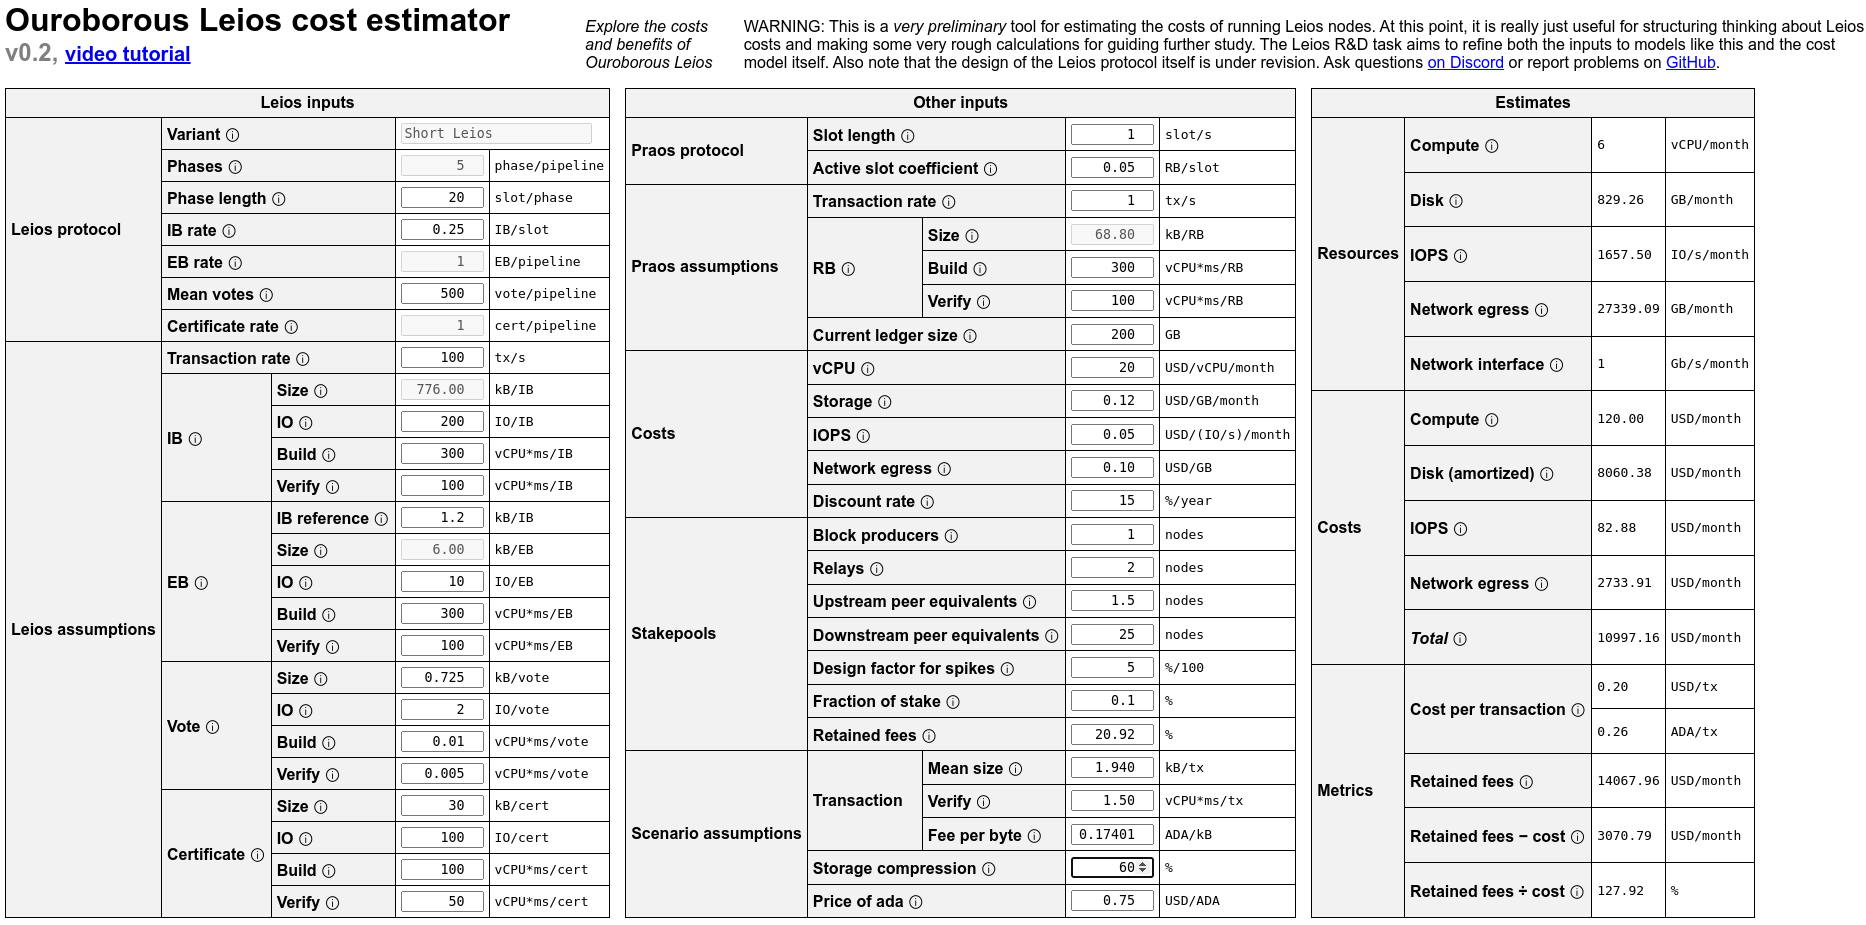 Ouroborous Leios cost estimator
v0.2, video tutorial
Explore the costs
and benefits of
Ouroborous Leios
WARNING: This is a very preliminary tool for estimating the costs of running Leios nodes. At this point, it is really just useful for structuring thinking about Leios
costs and making some very rough calculations for guiding further study. The Leios R&D task aims to refine both the inputs to models like this and the cost
model itself. Also note that the design of the Leios protocol itself is under revision. Ask questions on Discord or report problems on GitHub.
Leios inputs
Leios protocol
Variant ⓘ Short Leios
Phases ⓘ 5 phase/pipeline
Phase length ⓘ 20 slot/phase
IB rate ⓘ 0.25 IB/slot
EB rate ⓘ 1 EB/pipeline
Mean votes ⓘ 500 vote/pipeline
Certificate rate ⓘ 1 cert/pipeline
Leios assumptions
Transaction rate ⓘ 100 tx/s
IB ⓘ
Size ⓘ 776.00 kB/IB
IO ⓘ 200 IO/IB
Build ⓘ 300 vCPU*ms/IB
Verify ⓘ 100 vCPU*ms/IB
EB ⓘ
IB reference ⓘ 1.2 kB/IB
Size ⓘ 6.00 kB/EB
IO ⓘ 10 IO/EB
Build ⓘ 300 vCPU*ms/EB
Verify ⓘ 100 vCPU*ms/EB
Vote ⓘ
Size ⓘ 0.725 kB/vote
IO ⓘ 2 IO/vote
Build ⓘ 0.01 vCPU*ms/vote
Verify ⓘ 0.005 vCPU*ms/vote
Certificate ⓘ
Size ⓘ 30 kB/cert
IO ⓘ 100 IO/cert
Build ⓘ 100 vCPU*ms/cert
Verify ⓘ 50 vCPU*ms/cert
Other inputs
Praos protocol
Slot length ⓘ 1 slot/s
Active slot coefficient ⓘ 0.05 RB/slot
Praos assumptions
Transaction rate ⓘ 1 tx/s
RB ⓘ
Size ⓘ 68.80 kB/RB
Build ⓘ 300 vCPU*ms/RB
Verify ⓘ 100 vCPU*ms/RB
Current ledger size ⓘ 200 GB
Costs
vCPU ⓘ 20 USD/vCPU/month
Storage ⓘ 0.12 USD/GB/month
IOPS ⓘ 0.05 USD/(IO/s)/month
Network egress ⓘ 0.10 USD/GB
Discount rate ⓘ 15 %/year
Stakepools
Block producers ⓘ 1 nodes
Relays ⓘ 2 nodes
Upstream peer equivalents ⓘ 1.5 nodes
Downstream peer equivalents ⓘ 25 nodes
Design factor for spikes ⓘ 5 %/100
Fraction of stake ⓘ 0.1 %
Retained fees ⓘ 20.92 %
Scenario assumptions
Transaction
Mean size ⓘ 1.940 kB/tx
Verify ⓘ 1.50 vCPU*ms/tx
Fee per byte ⓘ 0.17401 ADA/kB
Storage compression ⓘ 60 %
Price of ada ⓘ 0.75 USD/ADA
Estimates
Resources
Compute ⓘ 6 vCPU/month
Disk ⓘ 829.26 GB/month
IOPS ⓘ 1657.50 IO/s/month
Network egress ⓘ 27339.09 GB/month
Network interface ⓘ 1 Gb/s/month
Costs
Compute ⓘ 120.00 USD/month
Disk (amortized) ⓘ 8060.38 USD/month
IOPS ⓘ 82.88 USD/month
Network egress ⓘ 2733.91 USD/month
Total ⓘ 10997.16 USD/month
Metrics
Cost per transaction ⓘ
0.20 USD/tx
0.26 ADA/tx
Retained fees ⓘ 14067.96 USD/month
Retained fees − cost ⓘ 3070.79 USD/month
Retained fees ÷ cost ⓘ 127.92 %